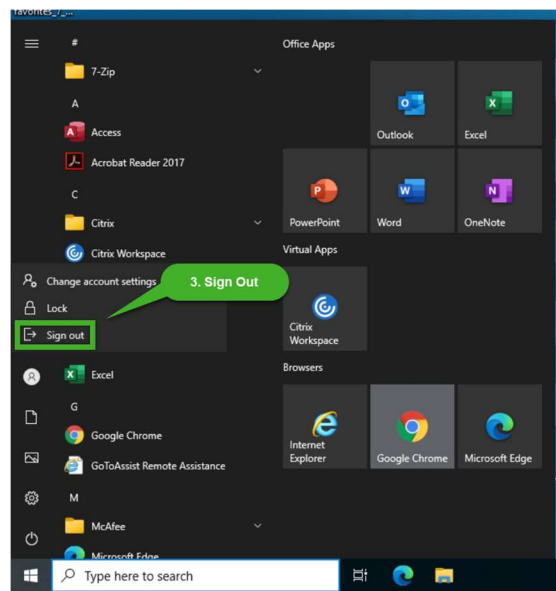 favorites_7_...
#
7-Zip
A
Access
Acrobat Reader 2017
C
Citrix
Citrix Workspace
Change account settings
Lock
Sign out
3. Sign Out
Excel
G
Google Chrome
GoToAssist Remote Assistance
M
McAfee
Microsoft Edge
Type here to search
Office Apps
Outlook
Excel
PowerPoint
Word
OneNote
Virtual Apps
Citrix
Workspace
Browsers
Internet
Explorer
Google Chrome
Microsoft Edge